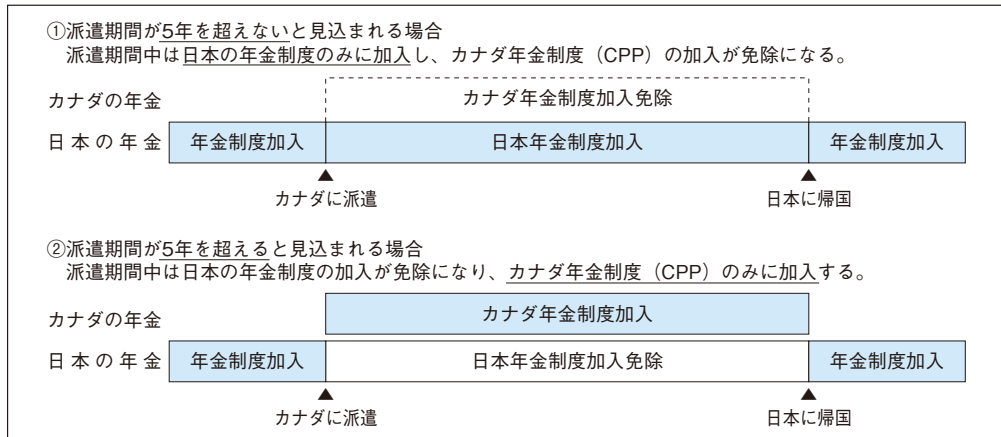 ①派遣期間が5年を超えないと見込まれる場合
派遣期間中は日本の年金制度のみに加入し、カナダ年金制度（CPP）の加入が免除になる。
カナダの年金
カナダ年金制度加入免除
日本の年金
年金制度加入
日本年金制度加入
年金制度加入
カナダに派遣
日本に帰国
②派遣期間が5年を超えると見込まれる場合
派遣期間中は日本の年金制度の加入が免除になり、カナダ年金制度（CPP）のみに加入する。
カナダの年金
カナダ年金制度加入
日本の年金
年金制度加入
日本年金制度加入免除
年金制度加入
カナダに派遣
日本に帰国